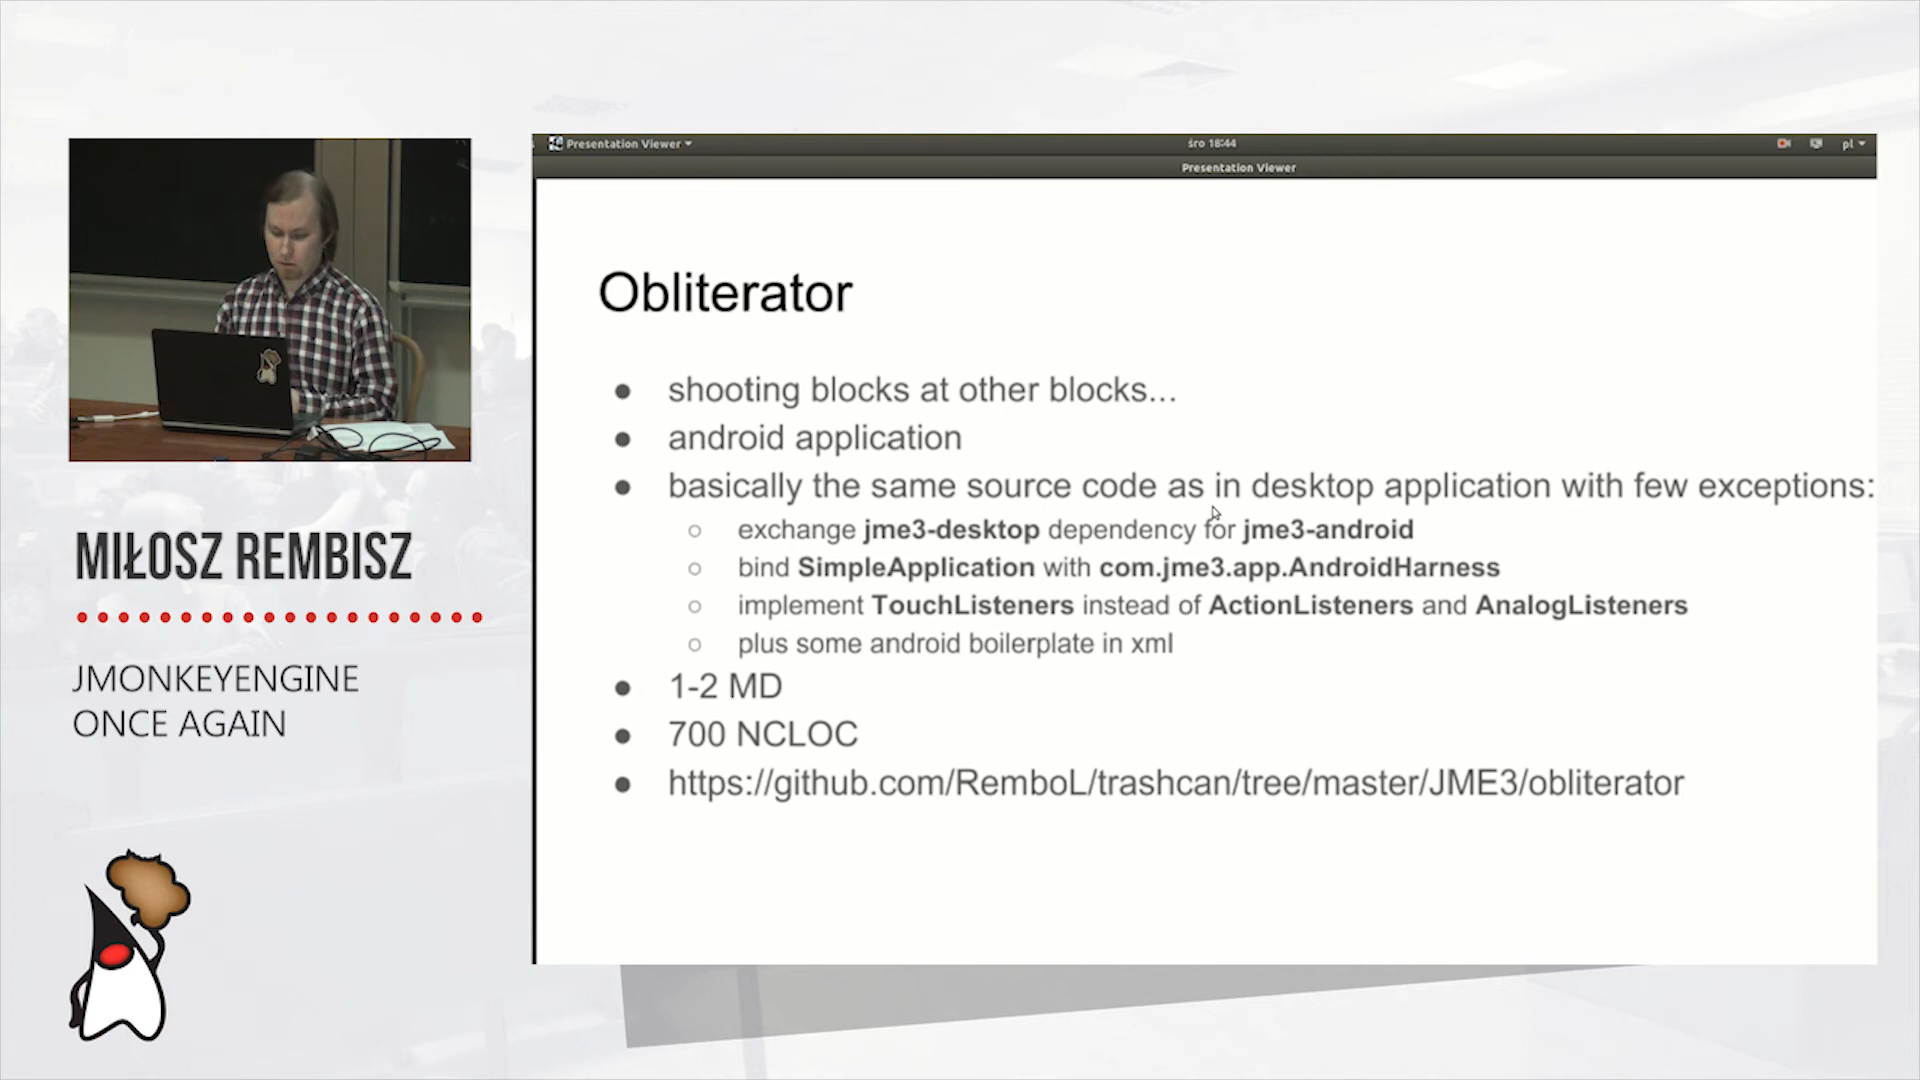 Presentation Viewer
śro 18:44
pl
Presentation Viewer
Obliterator
shooting blocks at other blocks...
android application
basically the same source code as in desktop application with few exceptions:
exchange jme3-desktop dependency for jme3-android
bind SimpleApplication with com.jme3.app.AndroidHarness
implement TouchListeners instead of ActionListeners and AnalogListeners
plus some android boilerplate in xml
1-2 MD
700 NCLOC
https://github.com/RemboL/trashcan/tree/master/JME3/obliterator
MIŁOSZ REMBISZ
JMONKEYENGINE
ONCE AGAIN